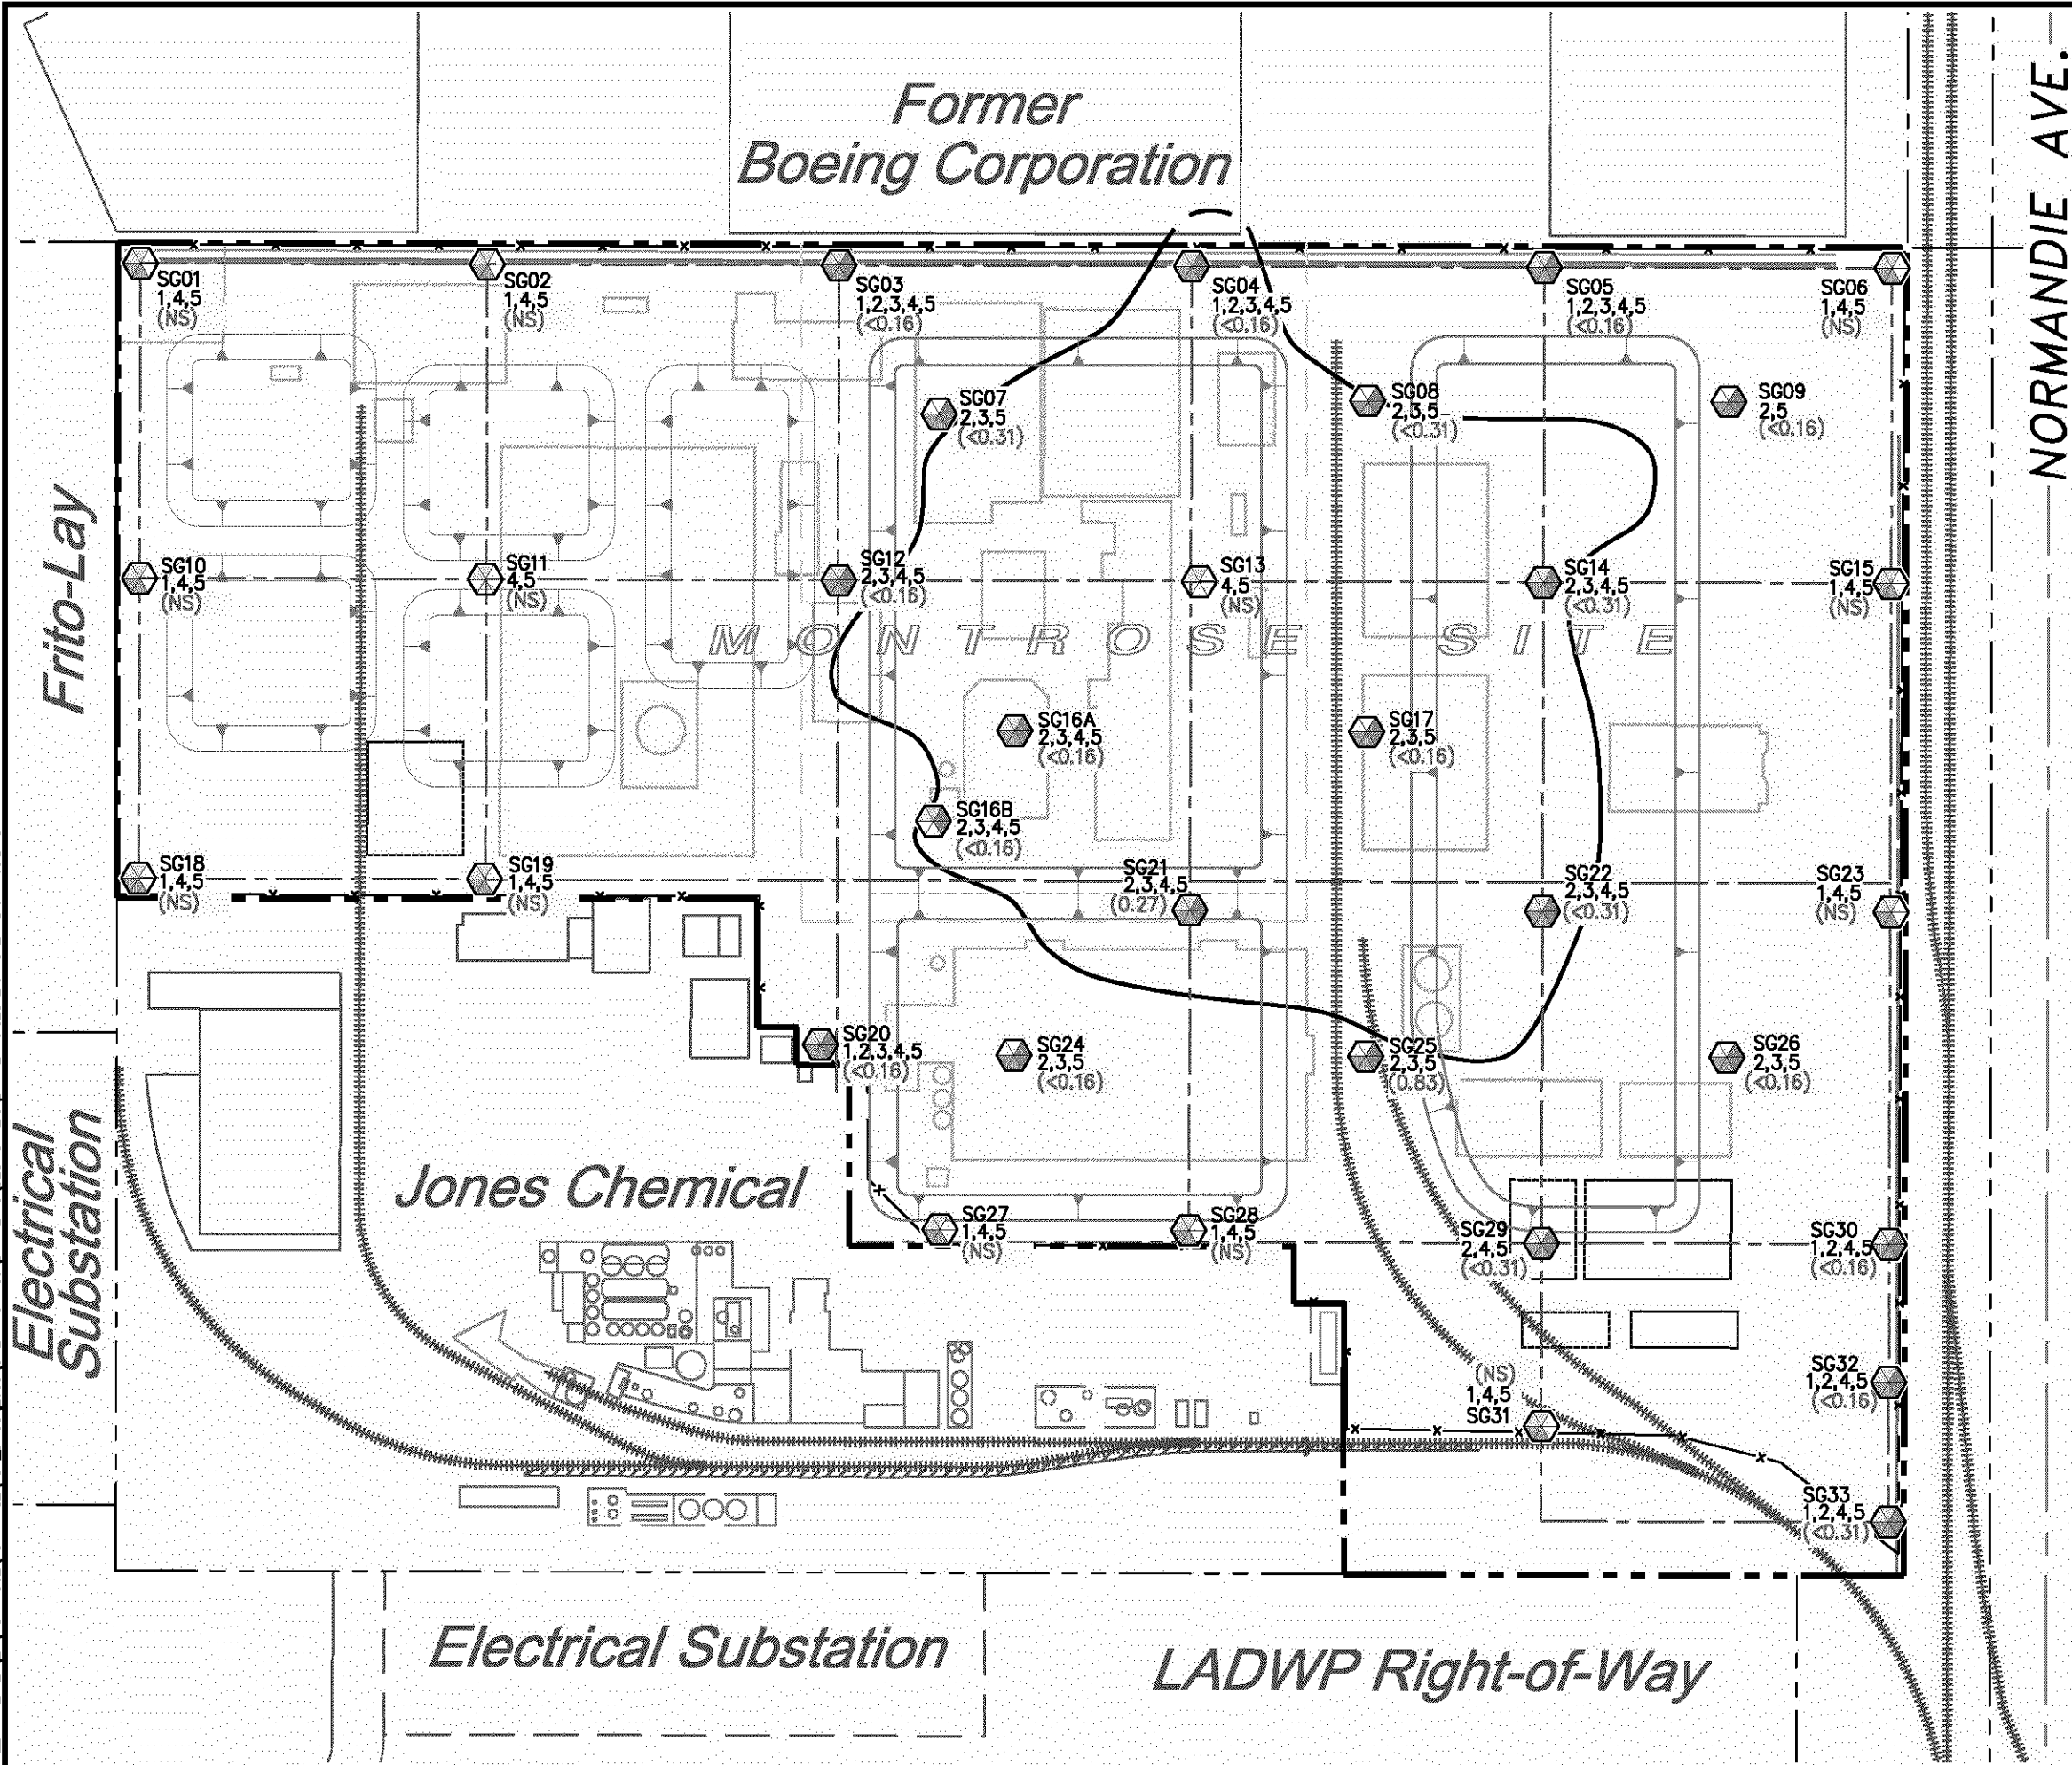 Former
Boeing Corporation
NORMANDIE AVE.
SG01
1,4,5
(NS)
SG02
1,4,5
(NS)
SG03
1,2,3,4,5
(<0.16)
SG04
1,2,3,4,5
(<0.16)
SG05
1,2,3,4,5
(<0.16)
SG06
1,4,5
(NS)
SG07
2,3,5
(<0.31)
SG08
2,3,5
(<0.31)
SG09
2,5
(<0.16)
Frito-Lay
SG10
1,4,5
(NS)
SG11
4,5
(NS)
SG12
2,3,4,5
(<0.16)
SG13
4,5
(NS)
SG14
2,3,4,5
(<0.31)
SG15
1,4,5
(NS)
MONTROSE SITE
SG16A
2,3,4,5
(<0.16)
SG17
2,3,5
(<0.16)
SG16B
2,3,4,5
(<0.16)
SG18
1,4,5
(NS)
SG19
1,4,5
(NS)
SG21
2,3,4,5
(0.27)
SG22
2,3,4,5
(<0.31)
SG23
1,4,5
(NS)
SG20
1,2,3,4,5
(<0.16)
SG24
2,3,5
(<0.16)
SG25
2,3,5
(0.83)
SG26
2,3,5
(<0.16)
Electrical
Substation
Jones Chemical
SG27
1,4,5
(NS)
SG28
1,4,5
(NS)
SG29
2,4,5
(<0.31)
SG30
1,2,4,5
(<0.16)
(NS)
1,4,5
SG31
SG32
1,2,4,5
(<0.16)
SG33
1,2,4,5
(<0.31)
Electrical Substation
LADWP Right-of-Way